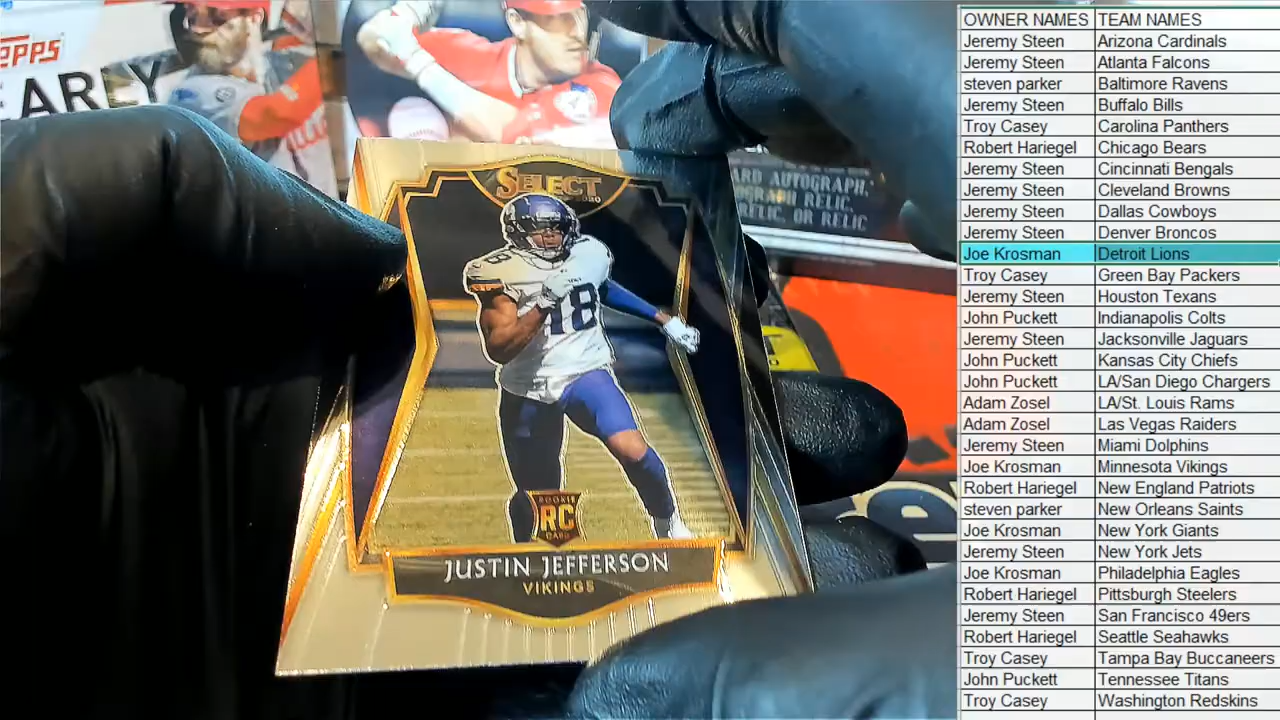 TOPPS
EARLY
ARD AUTOGRAPH,
OGRAPH RELIC,
RELIC, OR RELIC
SELECT
2020
18
ROOKIE
RC
CARD
JUSTIN JEFFERSON
VIKINGS
OWNER NAMES TEAM NAMES
Jeremy Steen Arizona Cardinals
Jeremy Steen Atlanta Falcons
steven parker Baltimore Ravens
Jeremy Steen Buffalo Bills
Troy Casey Carolina Panthers
Robert Hariegel Chicago Bears
Jeremy Steen Cincinnati Bengals
Jeremy Steen Cleveland Browns
Jeremy Steen Dallas Cowboys
Jeremy Steen Denver Broncos
Joe Krosman Detroit Lions
Troy Casey Green Bay Packers
Jeremy Steen Houston Texans
John Puckett Indianapolis Colts
Jeremy Steen Jacksonville Jaguars
John Puckett Kansas City Chiefs
John Puckett LA/San Diego Chargers
Adam Zosel LA/St. Louis Rams
Adam Zosel Las Vegas Raiders
Jeremy Steen Miami Dolphins
Joe Krosman Minnesota Vikings
Robert Hariegel New England Patriots
steven parker New Orleans Saints
Joe Krosman New York Giants
Jeremy Steen New York Jets
Joe Krosman Philadelphia Eagles
Robert Hariegel Pittsburgh Steelers
Jeremy Steen San Francisco 49ers
Robert Hariegel Seattle Seahawks
Troy Casey Tampa Bay Buccaneers
John Puckett Tennessee Titans
Troy Casey Washington Redskins